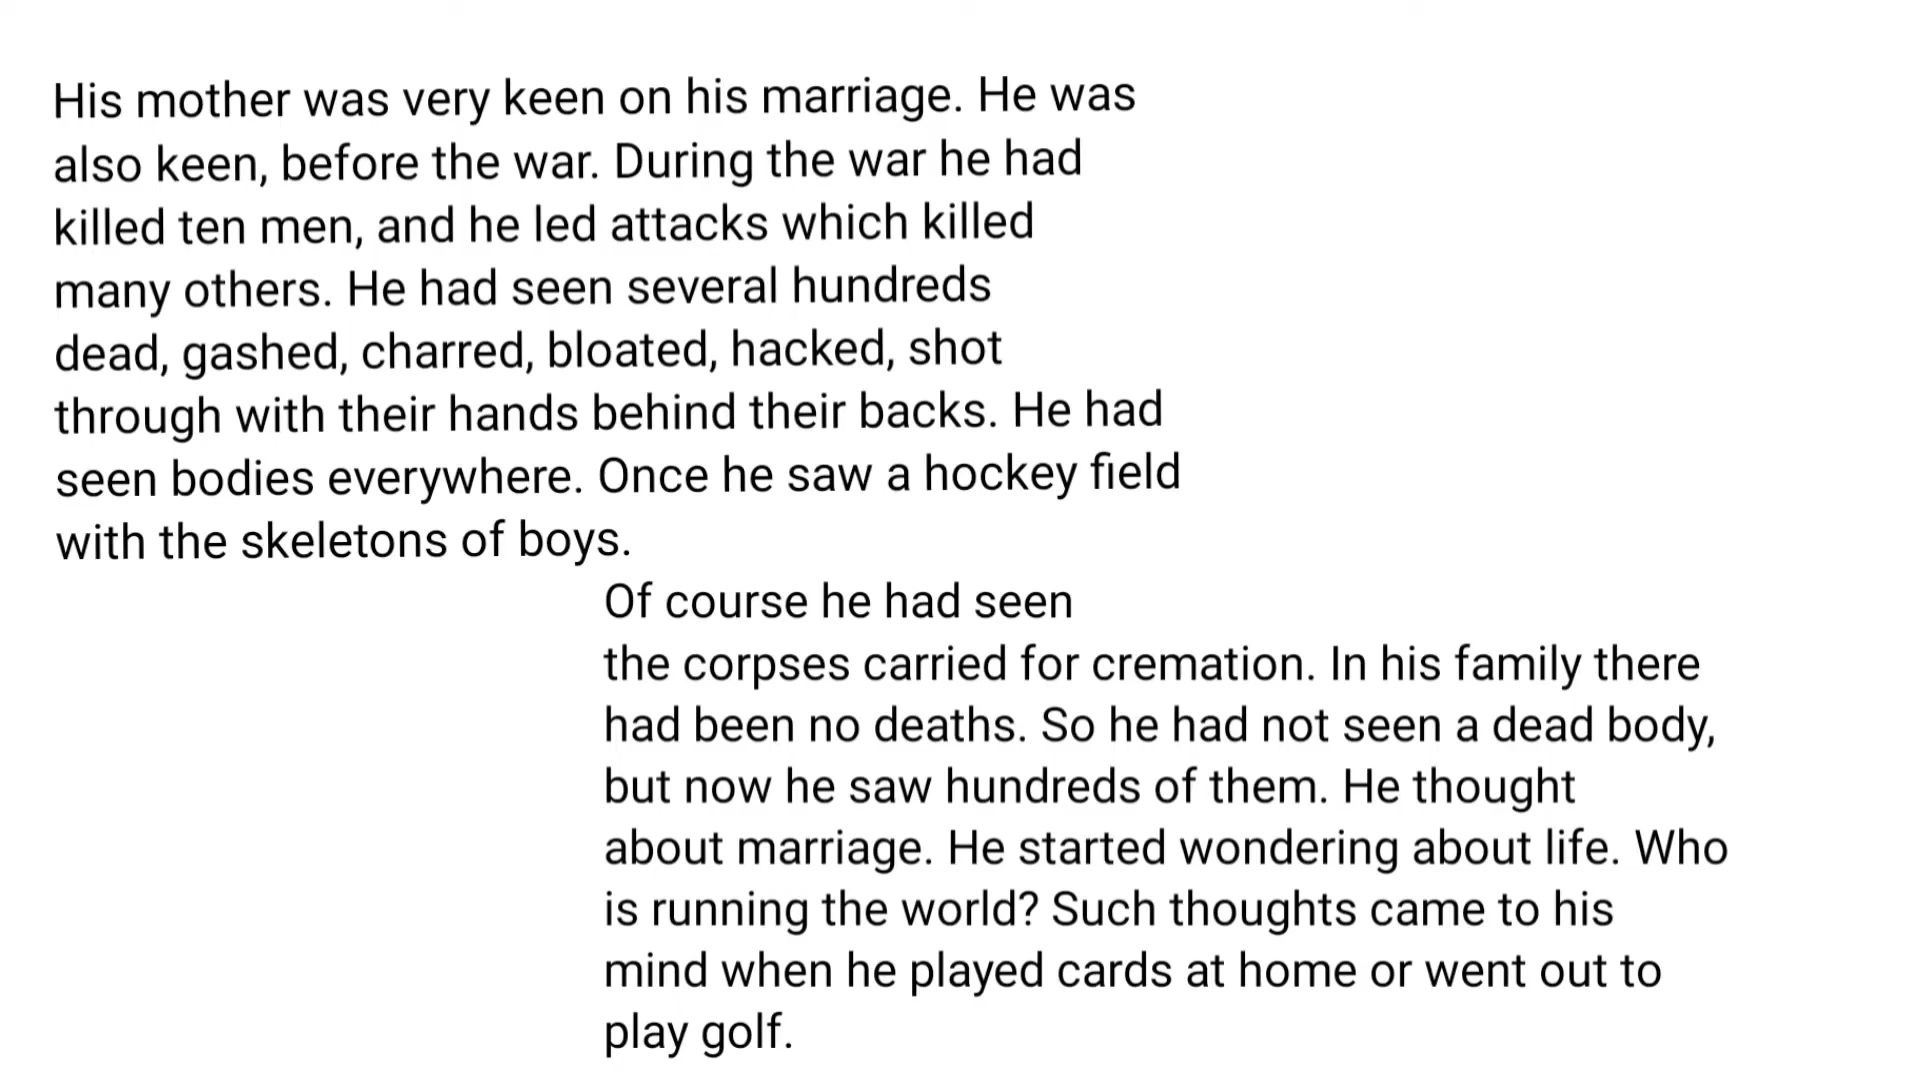 His mother was very keen on his marriage. He was
also keen, before the war. During the war he had
killed ten men, and he led attacks which killed
many others. He had seen several hundreds
dead, gashed, charred, bloated, hacked, shot
through with their hands behind their backs. He had
seen bodies everywhere. Once he saw a hockey field
with the skeletons of boys.
Of course he had seen
the corpses carried for cremation. In his family there
had been no deaths. So he had not seen a dead body,
but now he saw hundreds of them. He thought
about marriage. He started wondering about life. Who
is running the world? Such thoughts came to his
mind when he played cards at home or went out to
play golf.